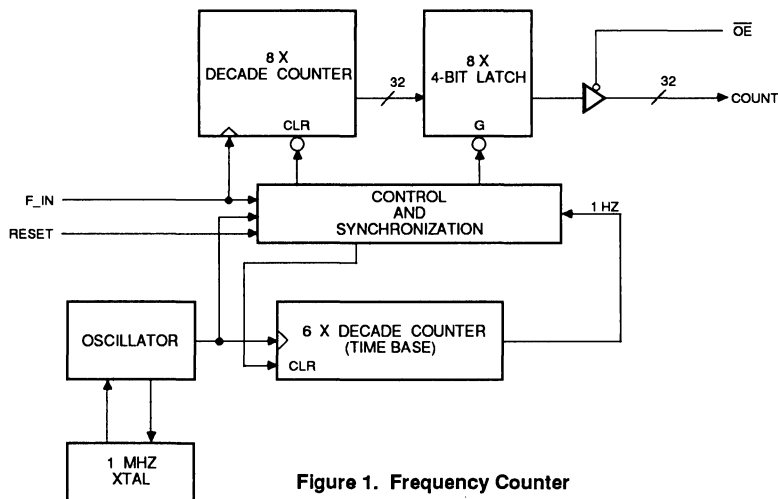 8 X
DECADE COUNTER
CLR
32
8 X
4-BIT LATCH
G
OE
32
COUNT
F_IN
RESET
CONTROL
AND
SYNCHRONIZATION
1 HZ
OSCILLATOR
6 X DECADE COUNTER
(TIME BASE)
CLR
1 MHZ
XTAL
Figure 1. Frequency Counter